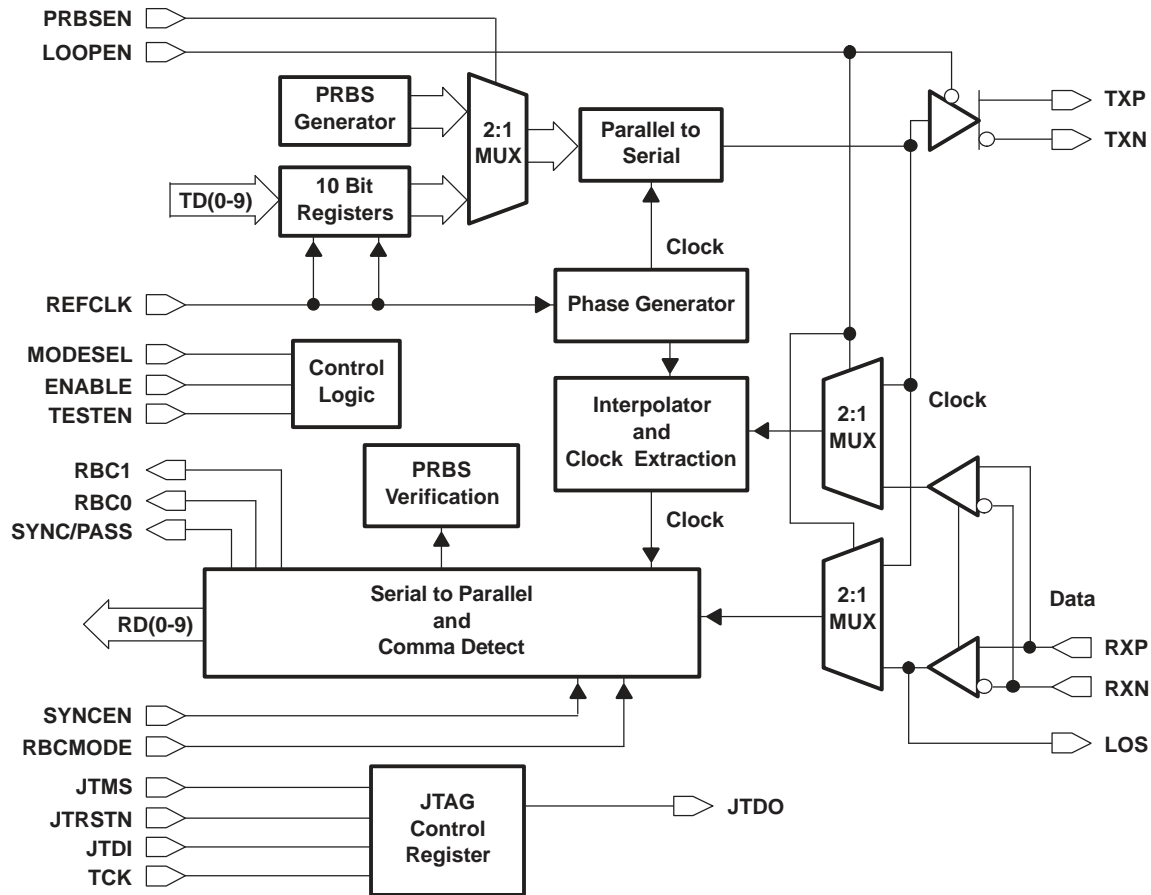 PRBSEN
LOOPEN
PRBS
Generator
2:1
MUX
Parallel to
Serial
TXP
TXN
TD(0-9)
10 Bit
Registers
Clock
REFCLK
Phase Generator
MODESEL
ENABLE
TESTEN
Control
Logic
Interpolator
and
Clock Extraction
2:1
MUX
Clock
RBC1
RBC0
SYNC/PASS
PRBS
Verification
Clock
RD(0-9)
Serial to Parallel
and
Comma Detect
2:1
MUX
Data
RXP
RXN
LOS
SYNCEN
RBCMODE
JTMS
JTRSTN
JTDI
TCK
JTAG
Control
Register
JTDO